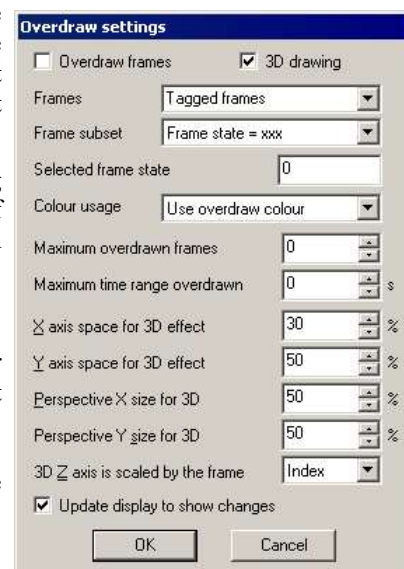 Overdraw settings
Overdraw frames 3D drawing
Frames Tagged frames
Frame subset Frame state = xxx
Selected frame state 0
Colour usage Use overdraw colour
Maximum overdrawn frames 0
Maximum time range overdrawn 0 s
X axis space for 3D effect 30 %
Y axis space for 3D effect 50 %
Perspective X size for 3D 50 %
Perspective Y size for 3D 50 %
3D Z axis is scaled by the frame Index
Update display to show changes
OK Cancel